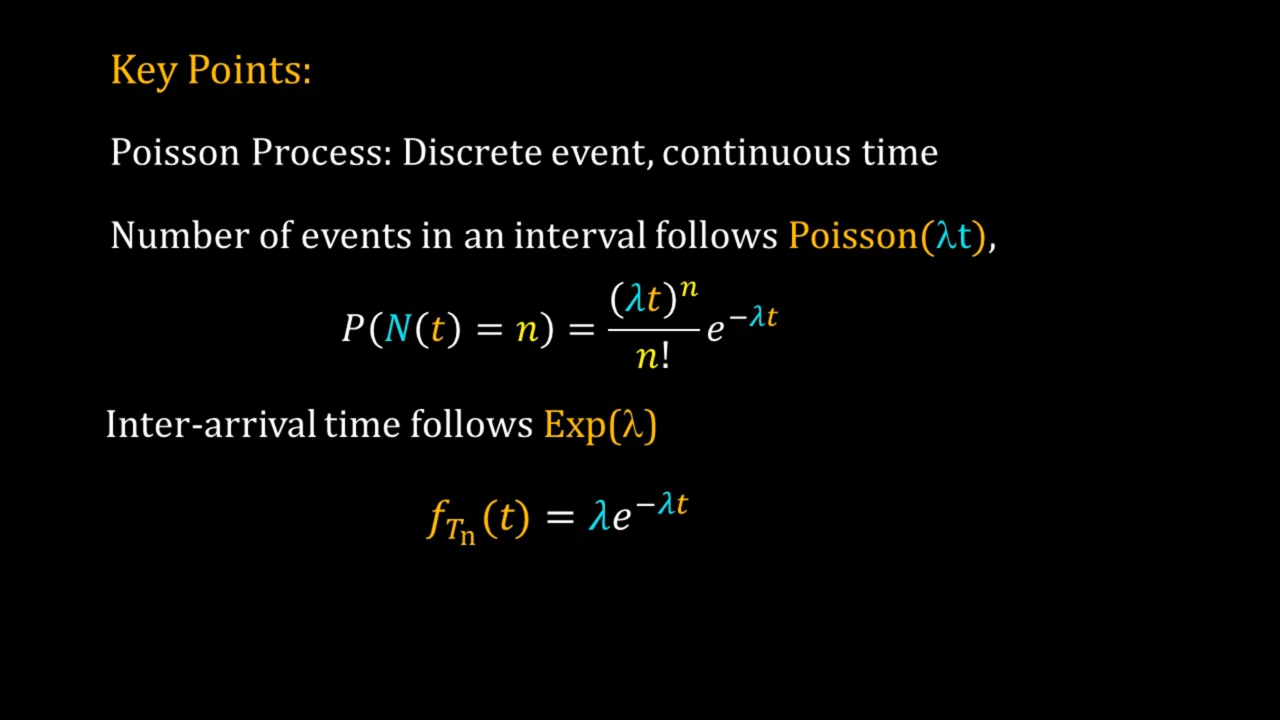 Key Points:
Poisson Process: Discrete event, continuous time
Number of events in an interval follows Poisson(λt),
P(N(t) = n) = \frac{(λt)^n}{n!} e^{-λt}
Inter-arrival time follows Exp(λ)
f_{T_n}(t) = λe^{-λt}